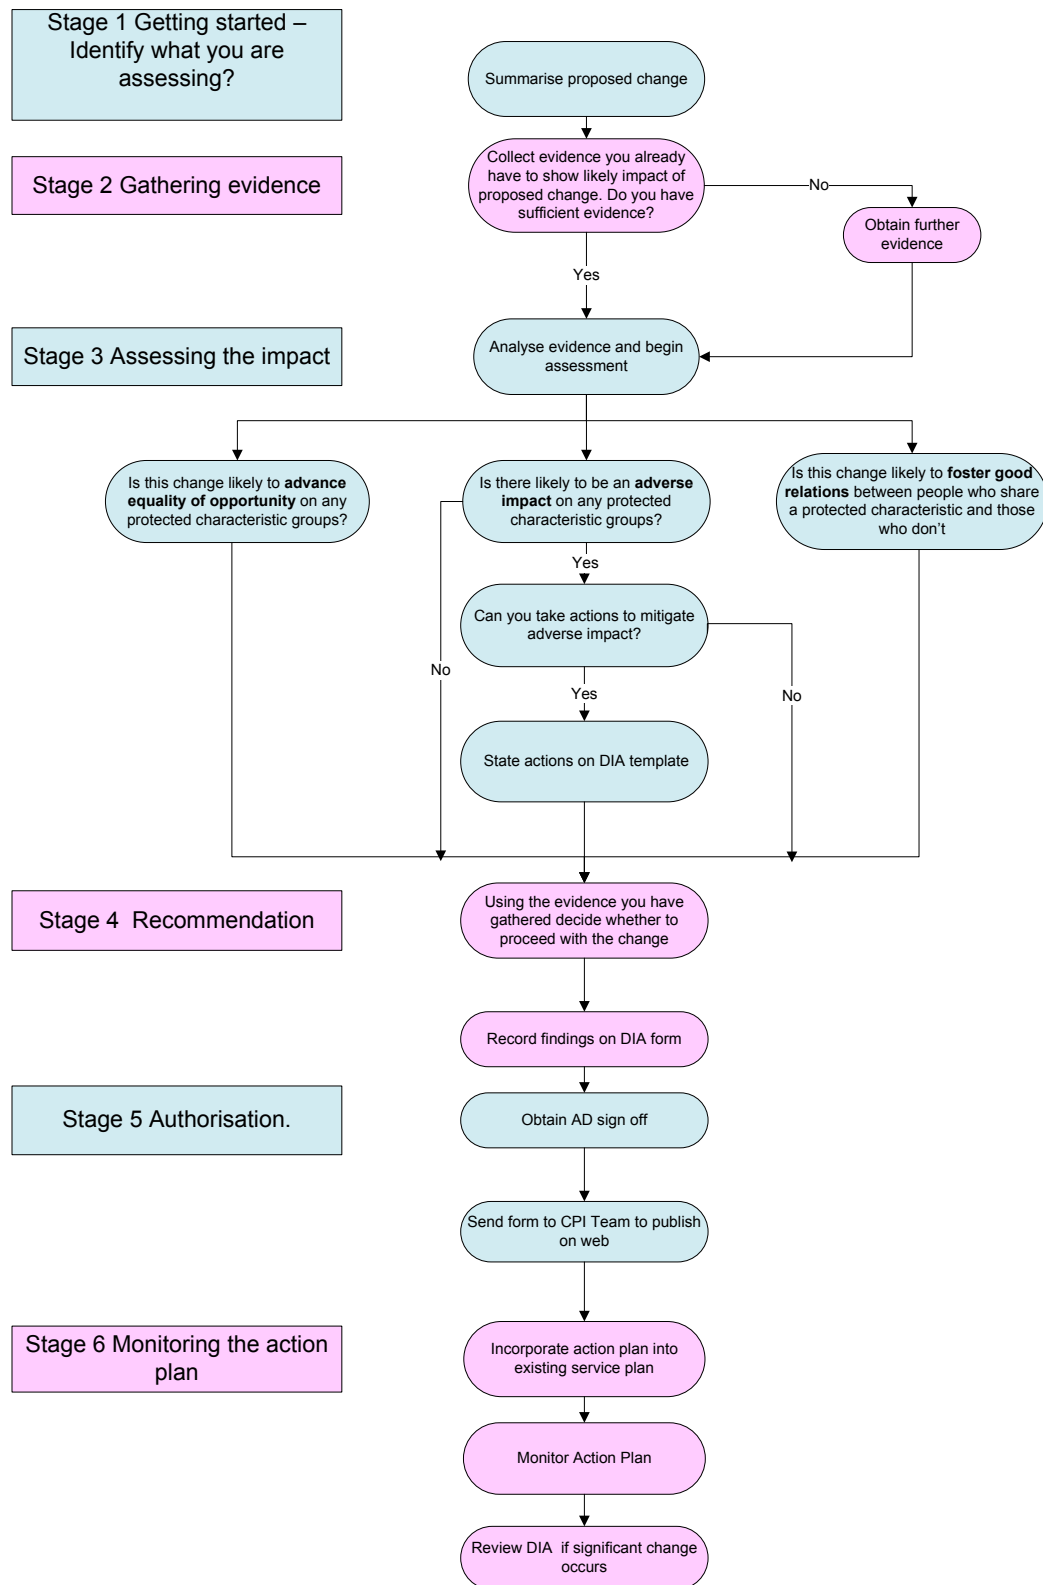 Stage 1 Getting started –
Identify what you are
assessing?
Summarise proposed change
Stage 2 Gathering evidence
Collect evidence you already
have to show likely impact of
proposed change. Do you have
sufficient evidence?
No
Obtain further
evidence
Yes
Stage 3 Assessing the impact
Analyse evidence and begin
assessment
Is this change likely to advance
equality of opportunity on any
protected characteristic groups?
Is there likely to be an adverse
impact on any protected
characteristic groups?
Is this change likely to foster good
relations between people who share
a protected characteristic and those
who don't
Yes
Can you take actions to mitigate
adverse impact?
No
Yes
No
State actions on DIA template
Stage 4  Recommendation
Using the evidence you have
gathered decide whether to
proceed with the change
Record findings on DIA form
Stage 5 Authorisation.
Obtain AD sign off
Send form to CPI Team to publish
on web
Stage 6 Monitoring the action
plan
Incorporate action plan into
existing service plan
Monitor Action Plan
Review DIA  if significant change
occurs